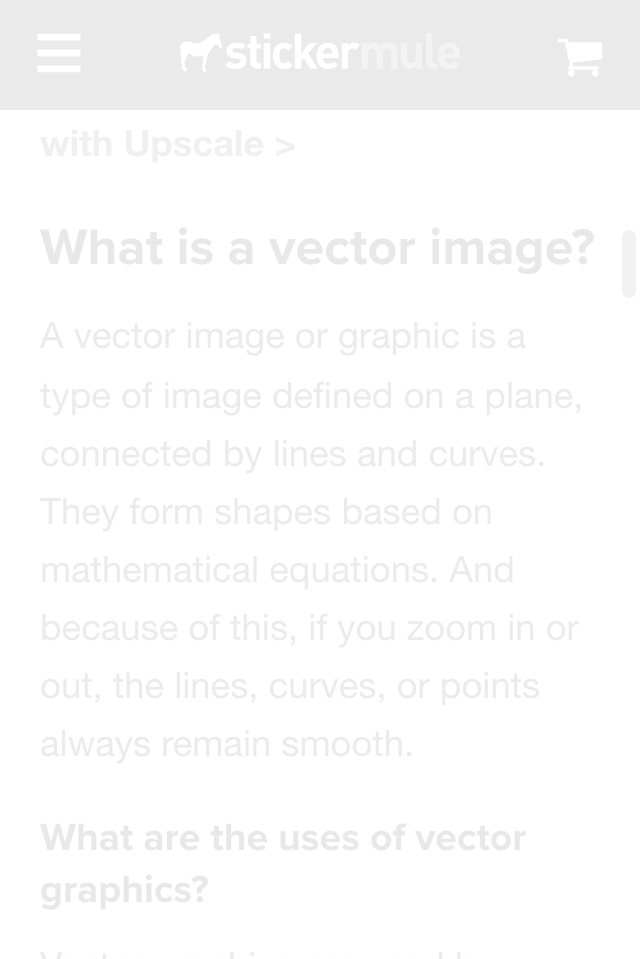 stickermule
with Upscale >
What is a vector image?
A vector image or graphic is a
type of image defined on a plane,
connected by lines and curves.
They form shapes based on
mathematical equations. And
because of this, if you zoom in or
out, the lines, curves, or points
always remain smooth.
What are the uses of vector
graphics?